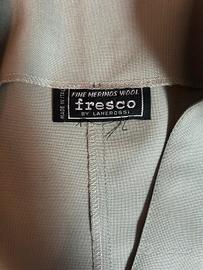 MADE IN ITALY
FINE MERINOS WOOL
fresco
BY LANEROSSI